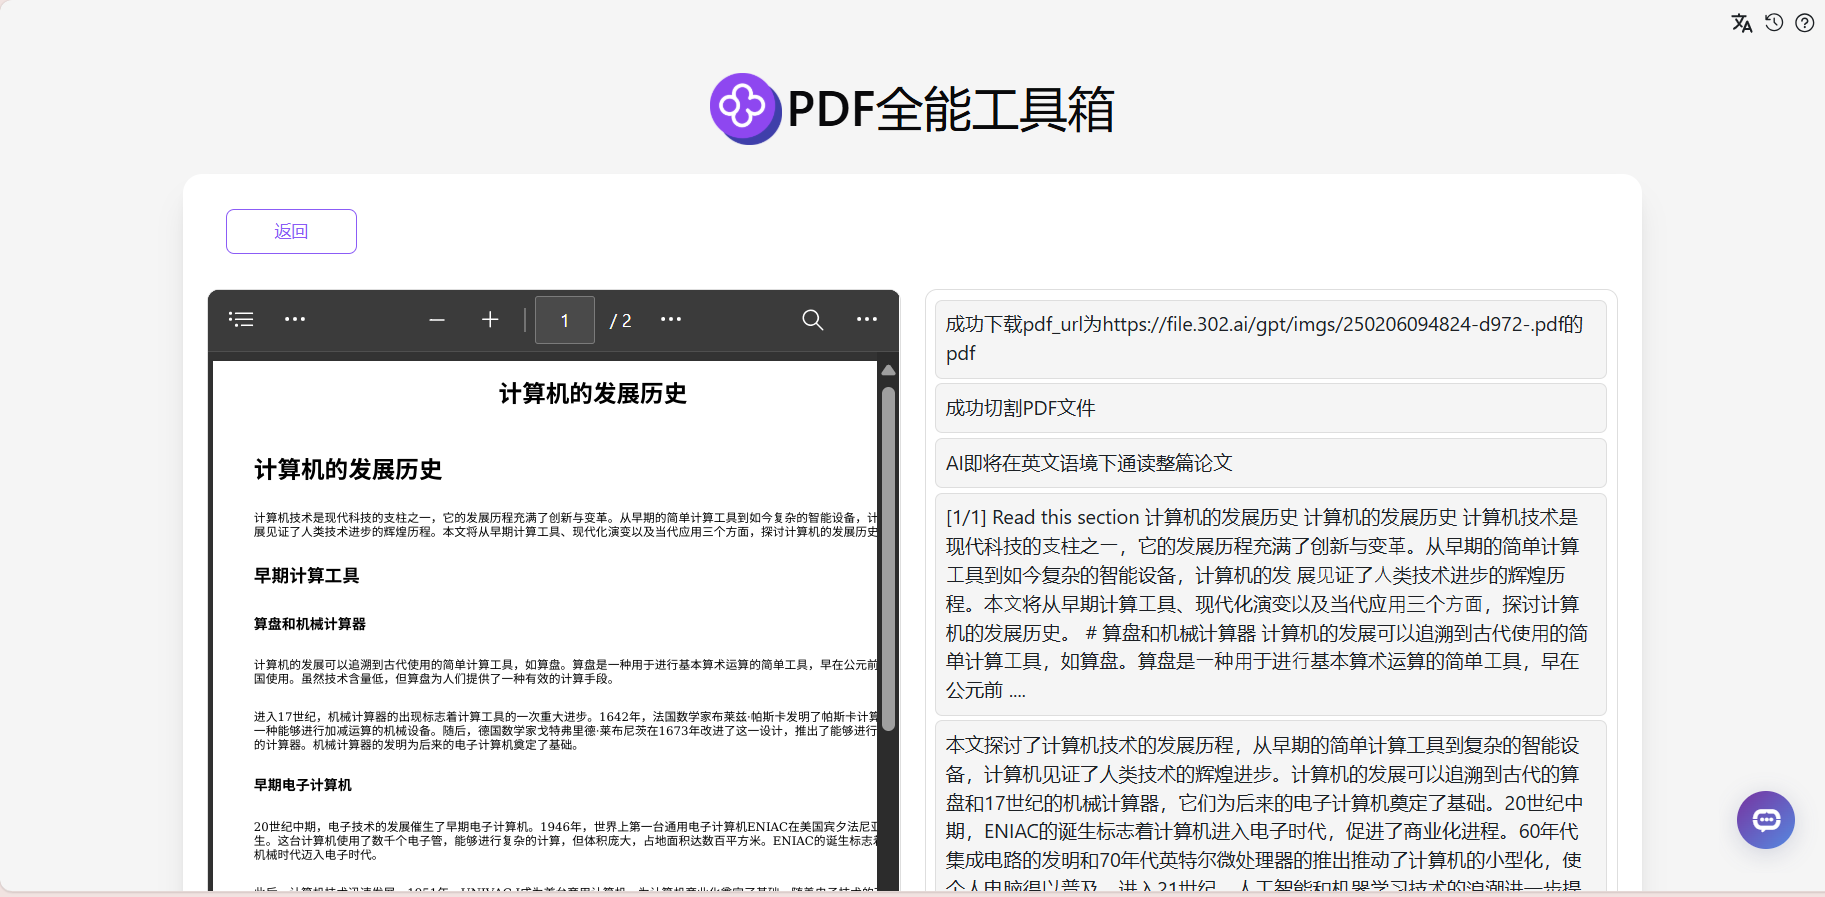 PDF全能工具箱
返回
1
/ 2
计算机的发展历史
计算机的发展历史
计算机技术是现代科技的支柱之一，它的发展历程充满了创新与变革。从早期的简单计算工具到如今复杂的智能设备，计
展见证了人类技术进步的辉煌历程。本文将从早期计算工具、现代化演变以及当代应用三个方面，探讨计算机的发展历史
早期计算工具
算盘和机械计算器
计算机的发展可以追溯到古代使用的简单计算工具，如算盘。算盘是一种用于进行基本算术运算的简单工具，早在公元前
国使用。虽然技术含量低，但算盘为人们提供了一种有效的计算手段。
进入17世纪，机械计算器的出现标志着计算工具的一次重大进步。1642年，法国数学家布莱兹·帕斯卡发明了帕斯卡计算
一种能够进行加减运算的机械设备。随后，德国数学家戈特弗里德·莱布尼茨在1673年改进了这一设计，推出了能够进行
的计算器。机械计算器的发明为后来的电子计算机奠定了基础。
早期电子计算机
20世纪中期，电子技术的发展催生了早期电子计算机。1946年，世界上第一台通用电子计算机ENIAC在美国宾夕法尼亚
生。这台计算机使用了数千个电子管，能够进行复杂的计算，但体积庞大，占地面积达数百平方米。ENIAC的诞生标志着
机械时代迈入电子时代。
成功下载pdf_url为https://file.302.ai/gpt/imgs/250206094824-d972-.pdf的
pdf
成功切割PDF文件
AI即将在英文语境下通读整篇论文
[1/1] Read this section 计算机的发展历史 计算机的发展历史 计算机技术是
现代科技的支柱之一，它的发展历程充满了创新与变革。从早期的简单计算
工具到如今复杂的智能设备，计算机的发 展见证了人类技术进步的辉煌历
程。本文将从早期计算工具、现代化演变以及当代应用三个方面，探讨计算
机的发展历史。 # 算盘和机械计算器 计算机的发展可以追溯到古代使用的简
单计算工具，如算盘。算盘是一种用于进行基本算术运算的简单工具，早在
公元前 ....
本文探讨了计算机技术的发展历程，从早期的简单计算工具到复杂的智能设
备，计算机见证了人类技术的辉煌进步。计算机的发展可以追溯到古代的算
盘和17世纪的机械计算器，它们为后来的电子计算机奠定了基础。20世纪中
期，ENIAC的诞生标志着计算机进入电子时代，促进了商业化进程。60年代
集成电路的发明和70年代英特尔微处理器的推出推动了计算机的小型化，使
个人电脑得以普及。进入21世纪，人工智能和机器学习技术的浪潮进一步提